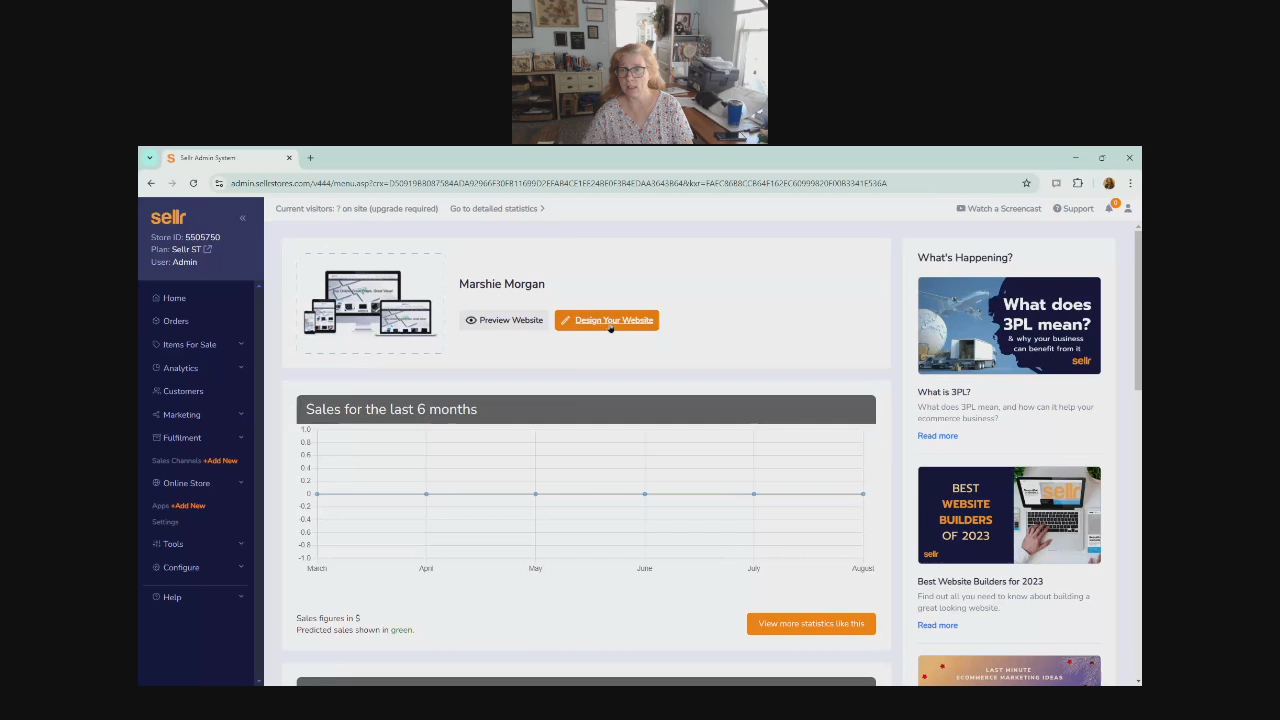 Sellr Admin System
admin.sellrstores.com/v444/menu.asp?crx=D50919B8087584ADA92966F30FB11699D2EFAB4CE1FE24BE0F3B4EDAA3643B64&kxr=FAEC86B8CCB64F162EC60999820F00B3341E536A
sellr
Store ID: 5505750
Plan: Sellr ST
User: Admin
Current visitors: ? on site (upgrade required)
Go to detailed statistics
Watch a Screencast
Support
0
Home
Orders
Items For Sale
Analytics
Customers
Marketing
Fulfilment
Sales Channels +Add New
Online Store
Apps +Add New
Settings
Tools
Configure
Help
Marshie Morgan
Preview Website
Design Your Website
Sales for the last 6 months
1.0
0.8
0.6
0.4
0.2
0
-0.2
-0.4
-0.6
-0.8
-1.0
March April May June July August
Sales figures in $
Predicted sales shown in green.
View more statistics like this
What's Happening?
What does
3PL mean?
& why your business
can benefit from it
sellr
What is 3PL?
What does 3PL mean, and how can it help your
ecommerce business?
Read more
BEST
WEBSITE
BUILDERS
OF 2023
sellr
sellr
Best Website Builders for 2023
Find out all you need to know about building a
great looking website.
Read more
LAST MINUTE
ECOMMERCE MARKETING IDEAS